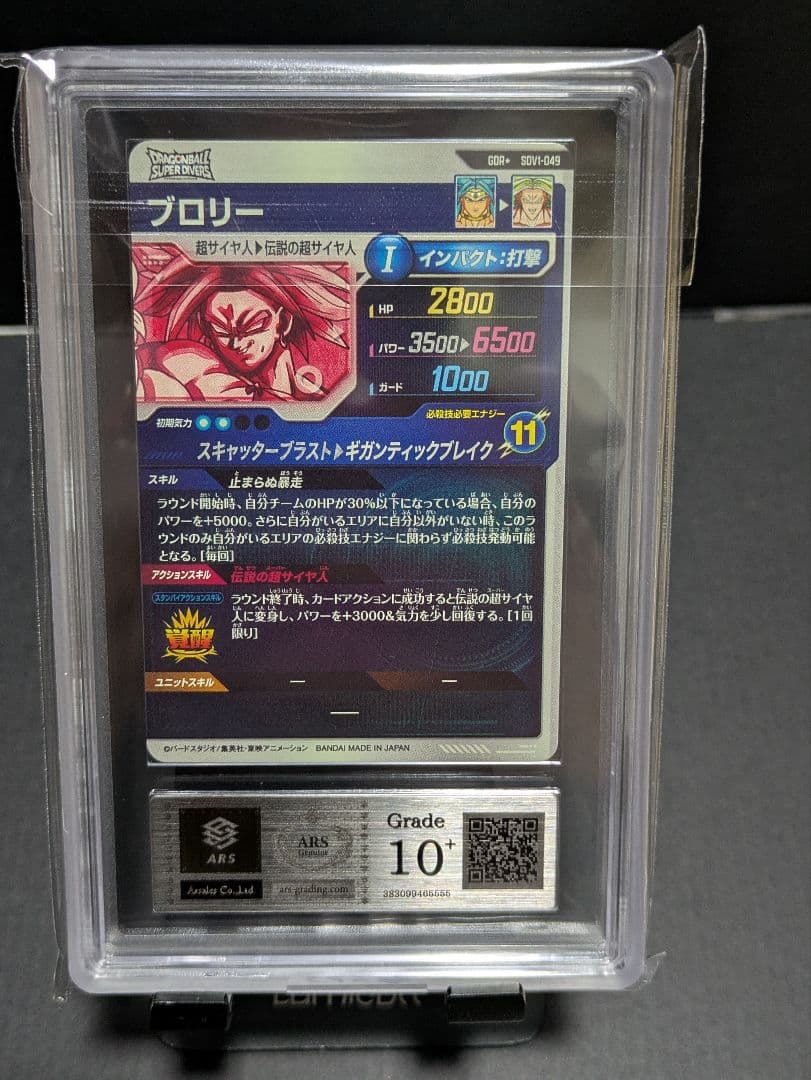 DRAGONBALL
SUPER DIVERS
GDR★ SDV1-049
ブロリー
超サイヤ人▶伝説の超サイヤ人
I インパクト:打撃
HP 2800
パワー 3500▶6500
ガード 1000
初期気力
必殺技必要エナジー
11
スキャッターブラスト▶ギガンティックブレイク
スキル 止まらぬ暴走
ラウンド開始時、自分チームのHPが30%以下になっている場合、自分の
パワーを+5000。さらに自分がいるエリアに自分以外がいない時、このラ
ウンドのみ自分がいるエリアの必殺技エナジーに関わらず必殺技発動可能
となる。[毎回]
アクションスキル 伝説の超サイヤ人
スタンバイアクションスキル
覚醒
ラウンド終了時、カードアクションに成功すると伝説の超サイヤ
人に変身し、パワーを+3000&気力を少し回復する。[1回
限り]
ユニットスキル — —
—
©バードスタジオ/集英社・東映アニメーション BANDAI MADE IN JAPAN
ARS
Arsales Co.,Ltd
ARS
Genuine
ars-grading.com
Grade
10+
383099465555